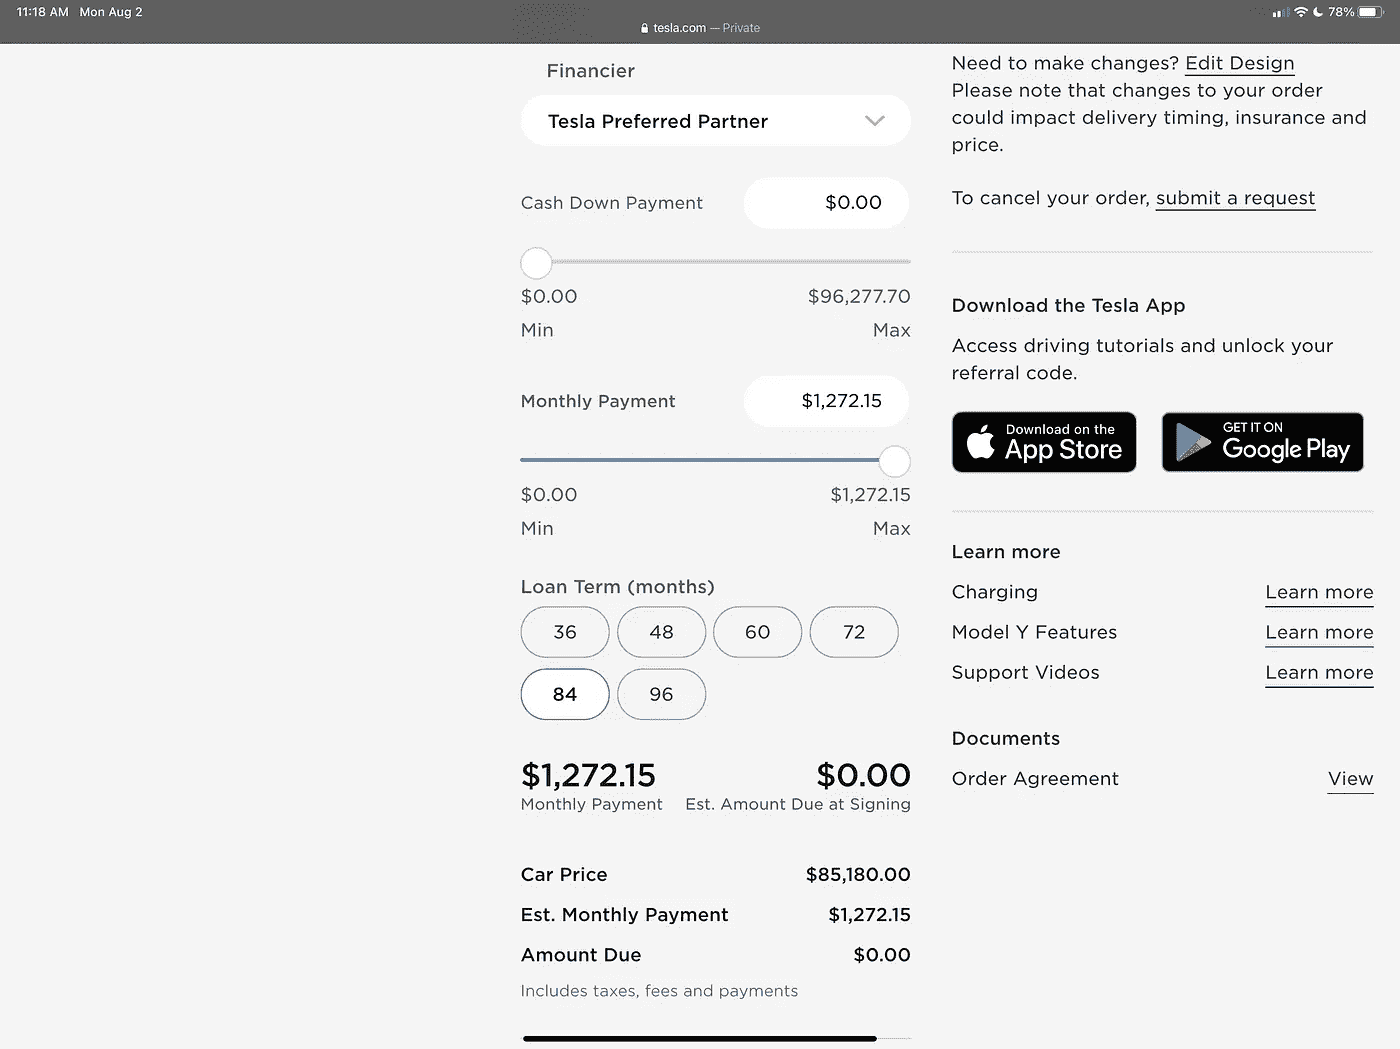 11:18 AM Mon Aug 2
78%
tesla.com — Private
Financier
Tesla Preferred Partner
Cash Down Payment $0.00
$0.00 $96,277.70
Min Max
Monthly Payment $1,272.15
$0.00 $1,272.15
Min Max
Loan Term (months)
36 48 60 72
84 96
$1,272.15 $0.00
Monthly Payment Est. Amount Due at Signing
Car Price $85,180.00
Est. Monthly Payment $1,272.15
Amount Due $0.00
Includes taxes, fees and payments
Need to make changes? Edit Design
Please note that changes to your order
could impact delivery timing, insurance and
price.
To cancel your order, submit a request
Download the Tesla App
Access driving tutorials and unlock your
referral code.
Download on the
App Store
GET IT ON
Google Play
Learn more
Charging Learn more
Model Y Features Learn more
Support Videos Learn more
Documents
Order Agreement View